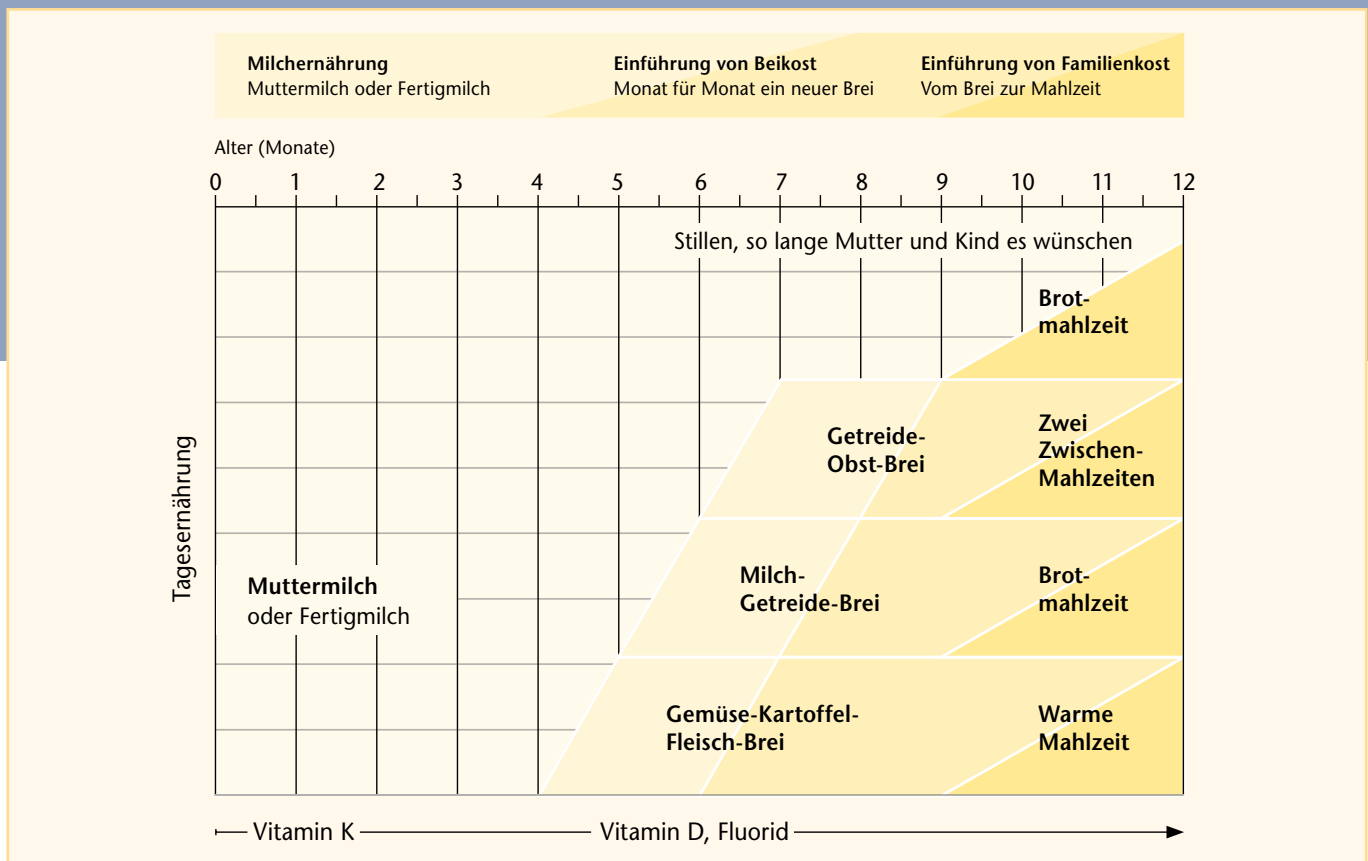 Milchernährung
Muttermilch oder Fertigmilch
Einführung von Beikost
Monat für Monat ein neuer Brei
Einführung von Familienkost
Vom Brei zur Mahlzeit
Alter (Monate)
0 1 2 3 4 5 6 7 8 9 10 11 12
Stillen, so lange Mutter und Kind es wünschen
Brot-
mahlzeit
Getreide-
Obst-Brei
Zwei
Zwischen-
Mahlzeiten
Tagesernährung
Muttermilch
oder Fertigmilch
Milch-
Getreide-Brei
Brot-
mahlzeit
Gemüse-Kartoffel-
Fleisch-Brei
Warme
Mahlzeit
Vitamin K
Vitamin D, Fluorid